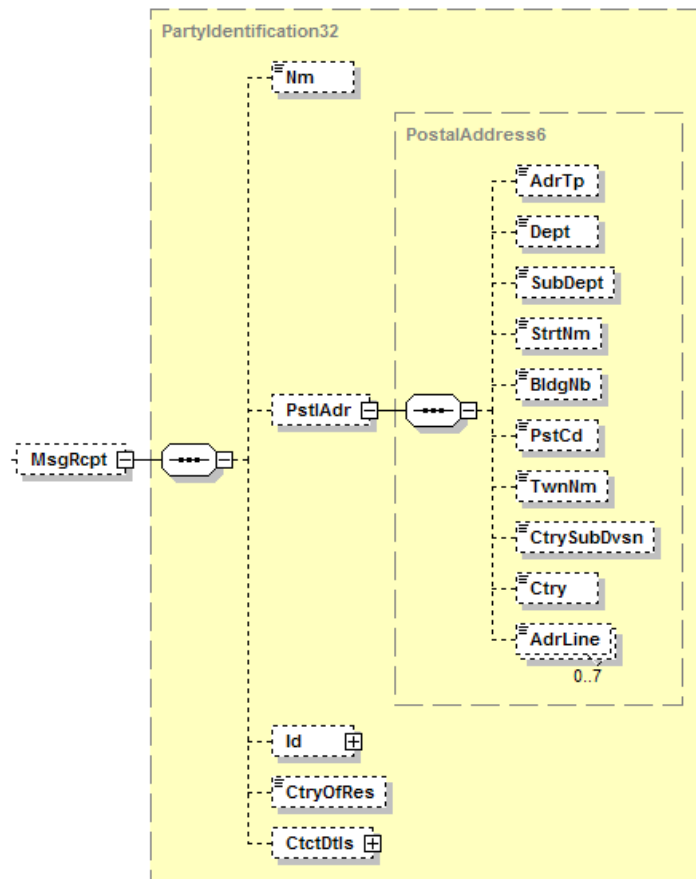 PartyIdentification32
Nm
PostalAddress6
AdrTp
Dept
SubDept
StrtNm
BldgNb
PstlAdr
PstCd
MsgRcpt
TwnNm
CtrySubDvsn
Ctry
AdrLine
0..7
Id
CtryOfRes
CtctDtls